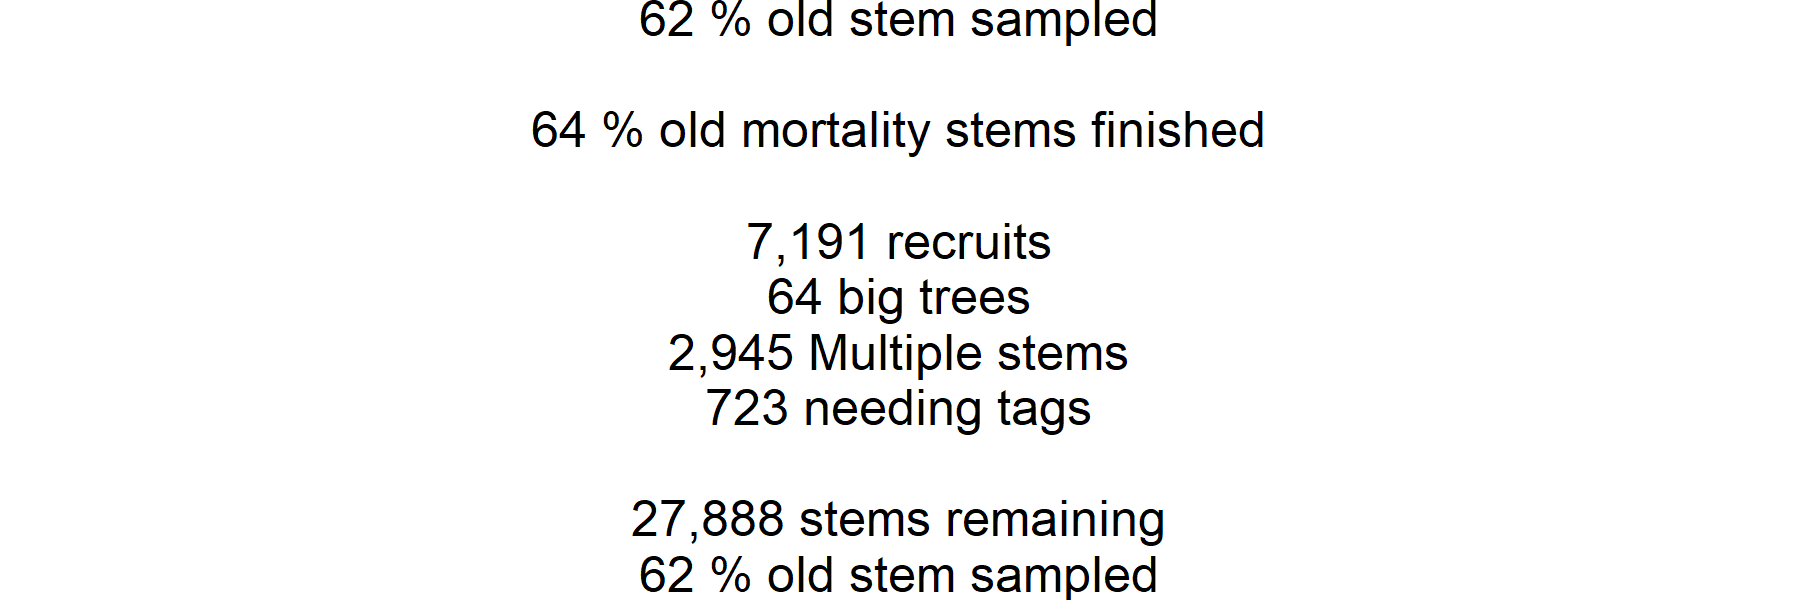 62 % old stem sampled
64 % old mortality stems finished
7,191 recruits
64 big trees
2,945 Multiple stems
723 needing tags
27,888 stems remaining
62 % old stem sampled